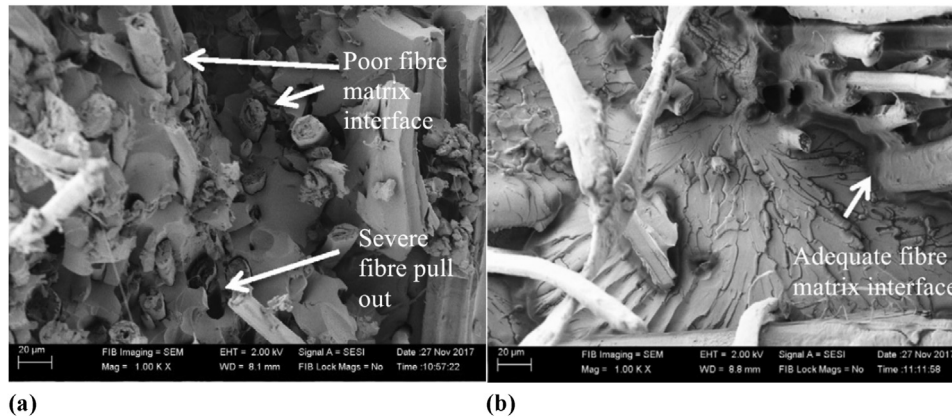 Poor fibre
matrix
interface
Severe
fibre pull
out
20 µm
FIB Imaging = SEM
EHT = 2.00 kV
Signal A = SESI
Date :27 Nov 2017
Mag = 1.00 K X
WD = 8.1 mm
FIB Lock Mags = No
Time :10:57:22
(a)
Adequate fibre
matrix interface
20 µm
FIB Imaging = SEM
EHT = 2.00 kV
Signal A = SESI
Date :27 Nov 2017
Mag = 1.00 K X
WD = 8.8 mm
FIB Lock Mags = No
Time :11:11:58
(b)